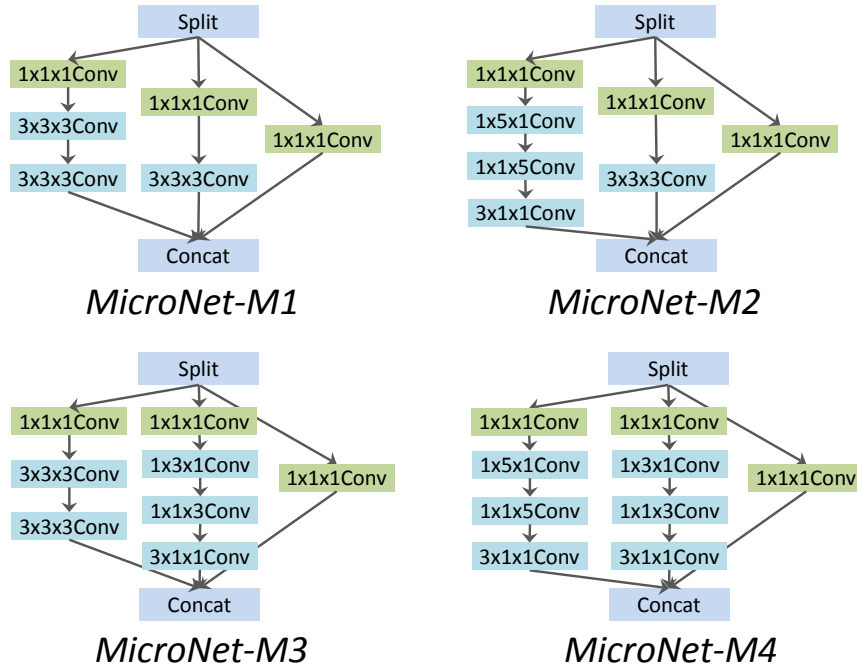 Split
1x1x1Conv
3x3x3Conv
3x3x3Conv
1x1x1Conv
3x3x3Conv
1x1x1Conv
Concat
MicroNet-M1
Split
1x1x1Conv
1x5x1Conv
1x1x5Conv
3x1x1Conv
1x1x1Conv
3x3x3Conv
1x1x1Conv
Concat
MicroNet-M2
Split
1x1x1Conv
3x3x3Conv
3x3x3Conv
1x1x1Conv
1x3x1Conv
1x1x3Conv
3x1x1Conv
1x1x1Conv
Concat
MicroNet-M3
Split
1x1x1Conv
1x5x1Conv
1x1x5Conv
3x1x1Conv
1x1x1Conv
1x3x1Conv
1x1x3Conv
3x1x1Conv
1x1x1Conv
Concat
MicroNet-M4